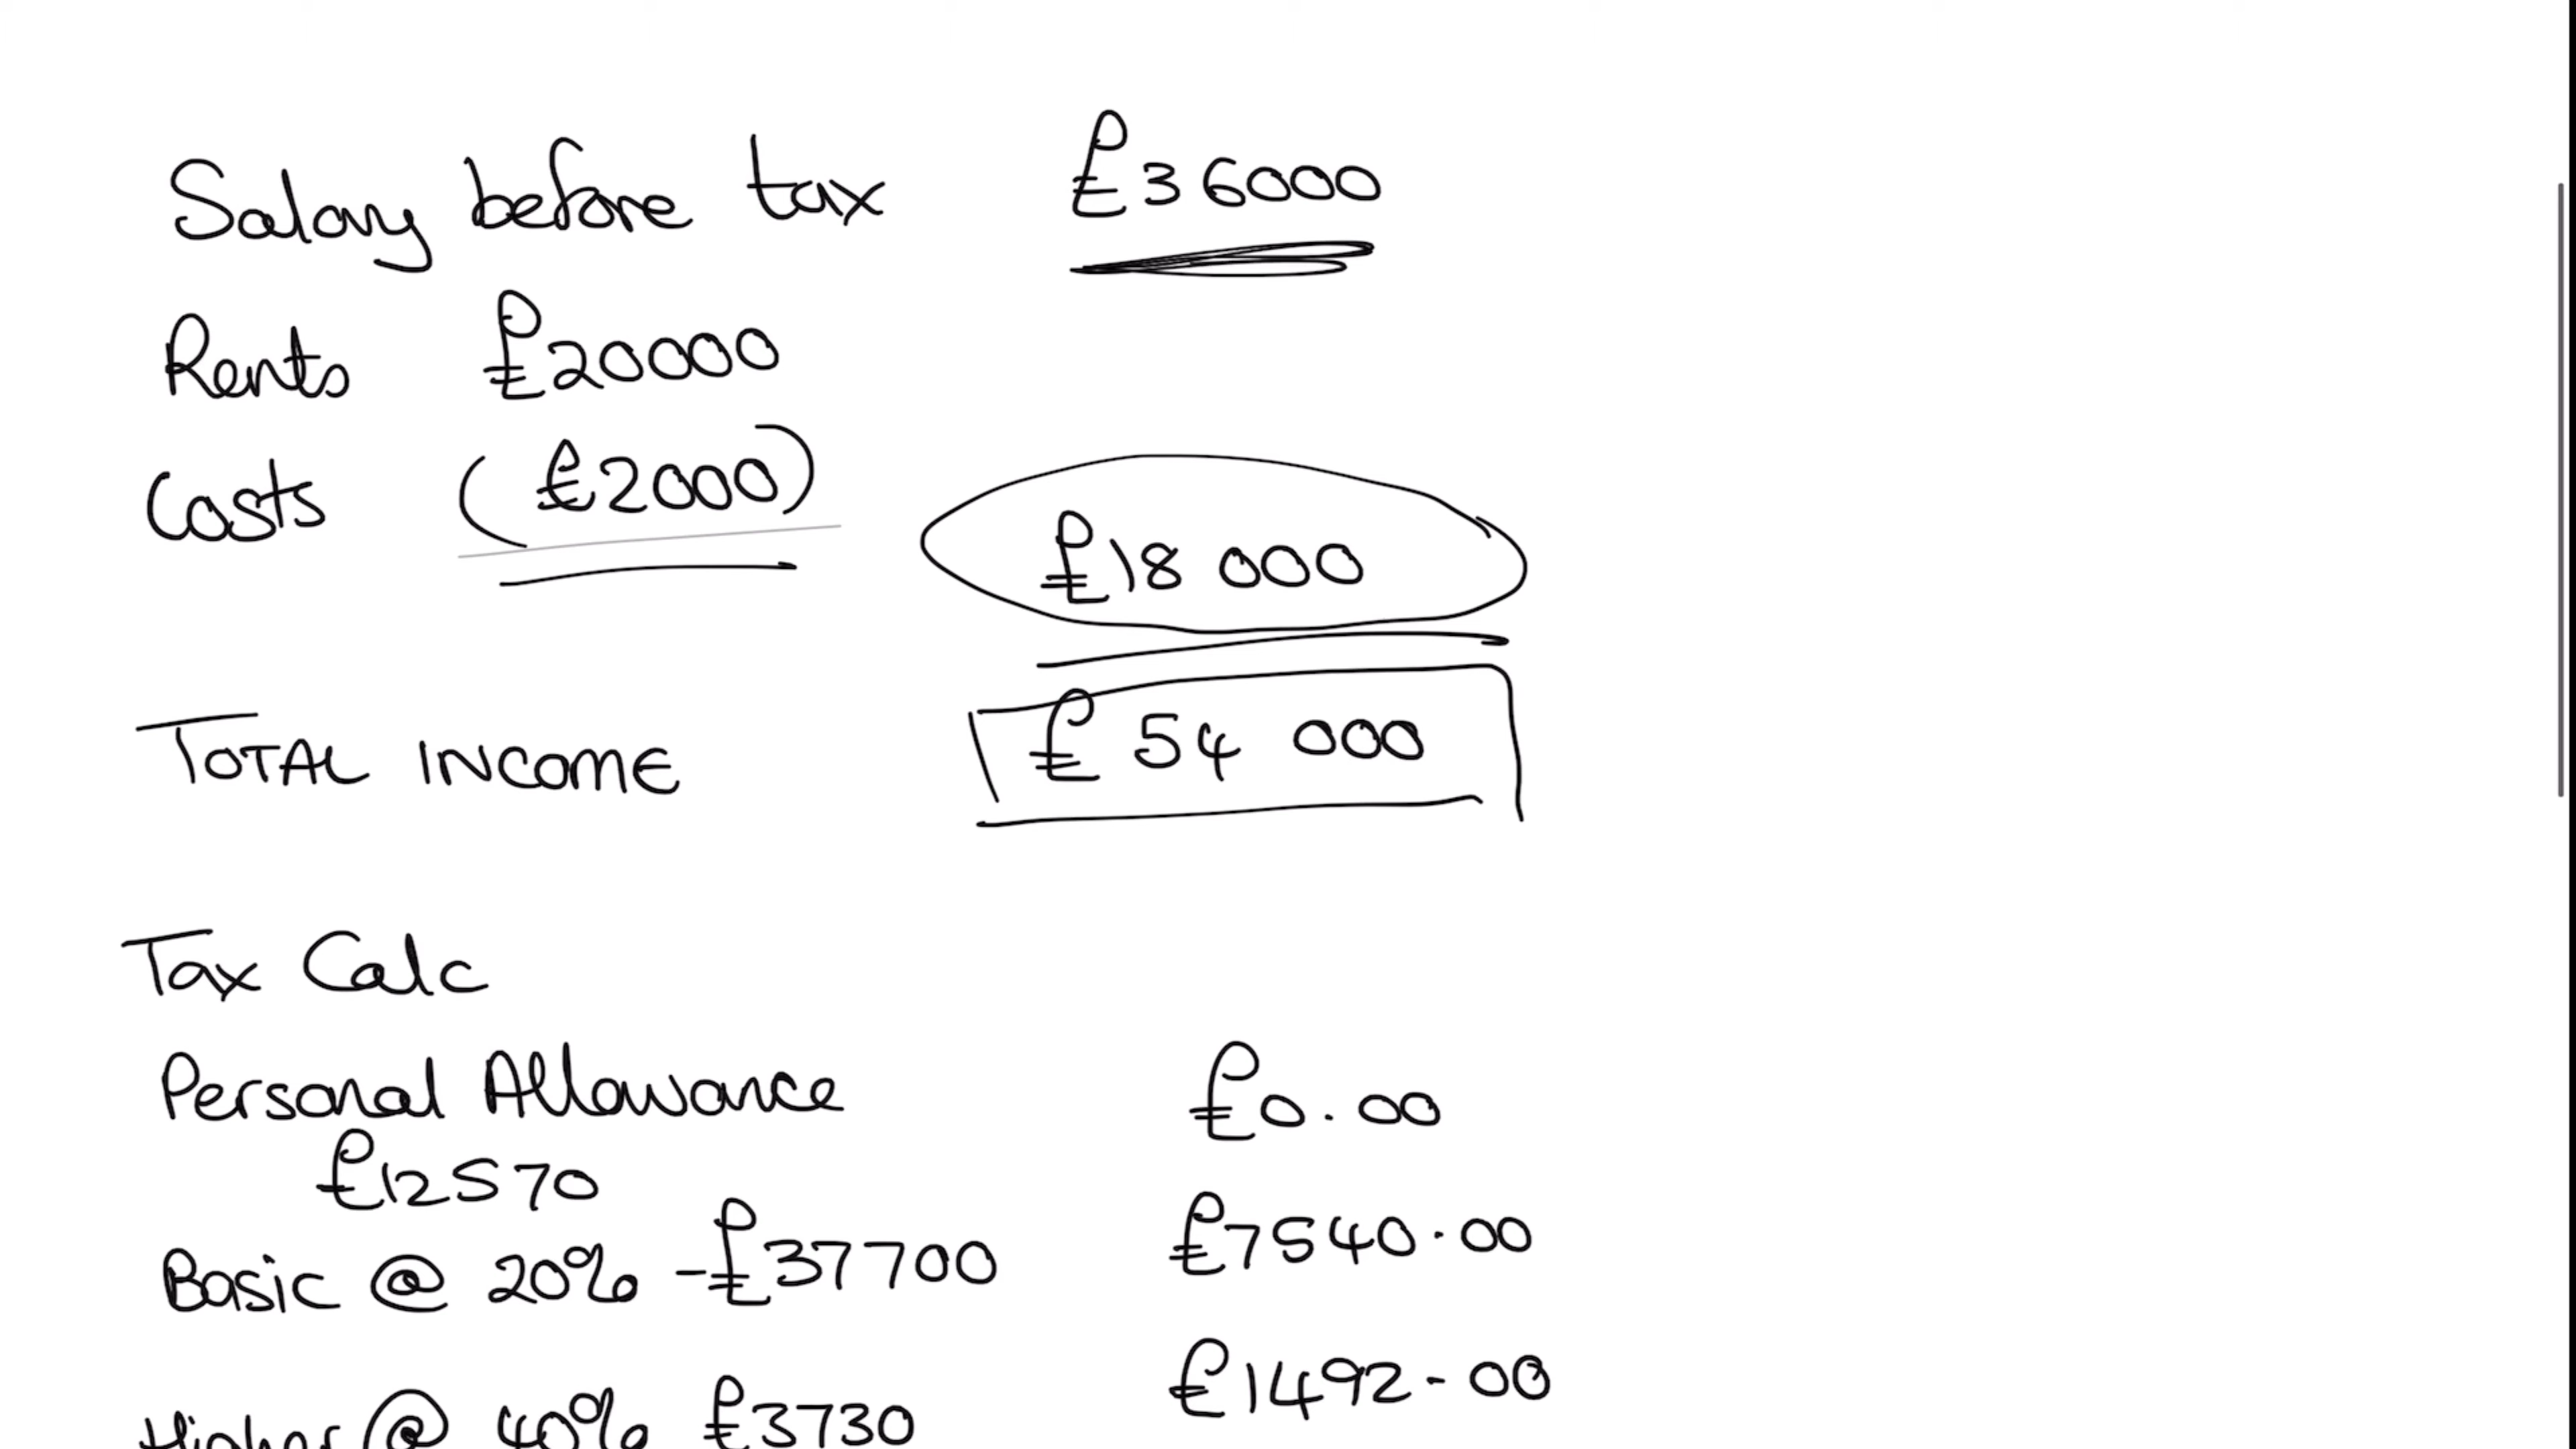 Salary before tax £36000
Rents £20000
Costs (£2000)
£18 000
TOTAL INCOME £ 54 000
Tax Calc
Personal Allowance £0.00
£12570
Basic @ 20% - £37700 £7540.00
Higher @ 40% £3730 £1492-00